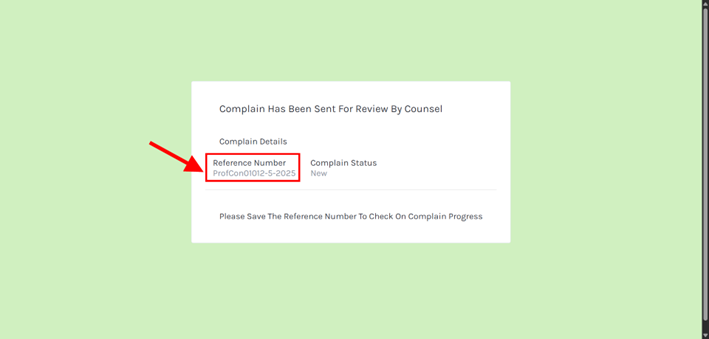 Complain Has Been Sent For Review By Counsel
Complain Details
Reference Number
ProfCon01012-5-2025
Complain Status
New
Please Save The Reference Number To Check On Complain Progress